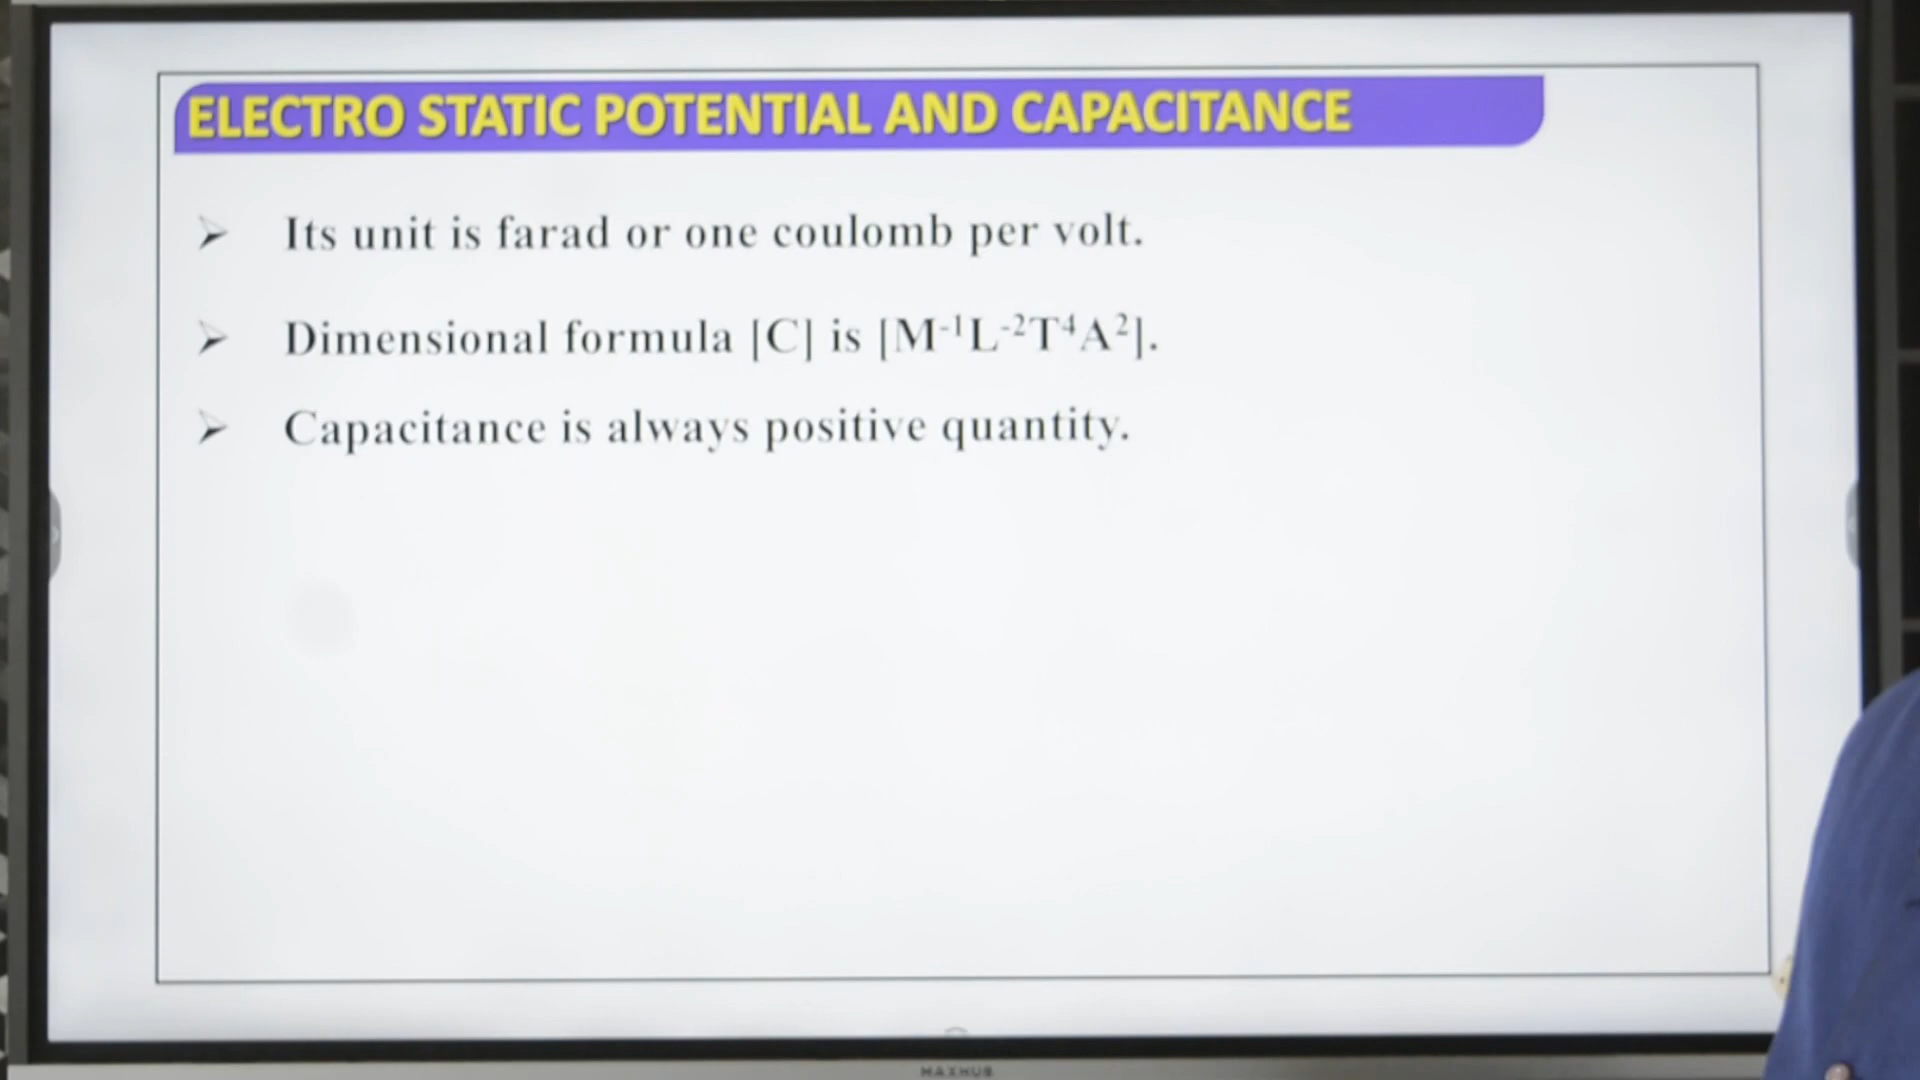 ELECTRO STATIC POTENTIAL AND CAPACITANCE
➢ Its unit is farad or one coulomb per volt.
➢ Dimensional formula [C] is [M⁻¹L⁻²T⁴A²].
➢ Capacitance is always positive quantity.
MAXHUB